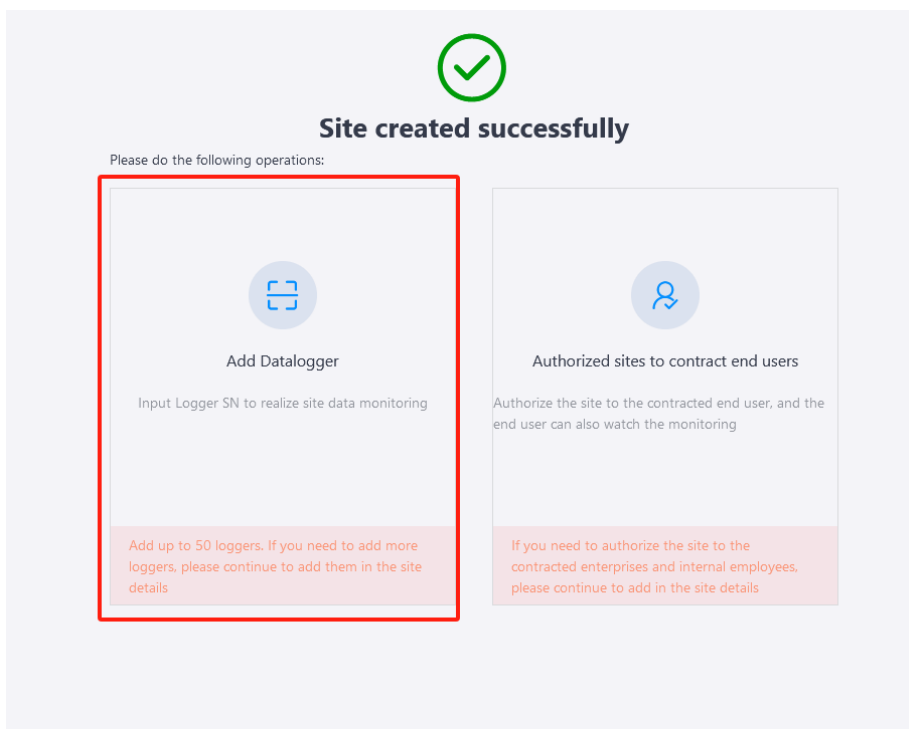 Site created successfully
Please do the following operations:
Add Datalogger
Input Logger SN to realize site data monitoring
Add up to 50 loggers. If you need to add more
loggers, please continue to add them in the site
details
Authorized sites to contract end users
Authorize the site to the contracted end user, and the
end user can also watch the monitoring
If you need to authorize the site to the
contracted enterprises and internal employees,
please continue to add in the site details